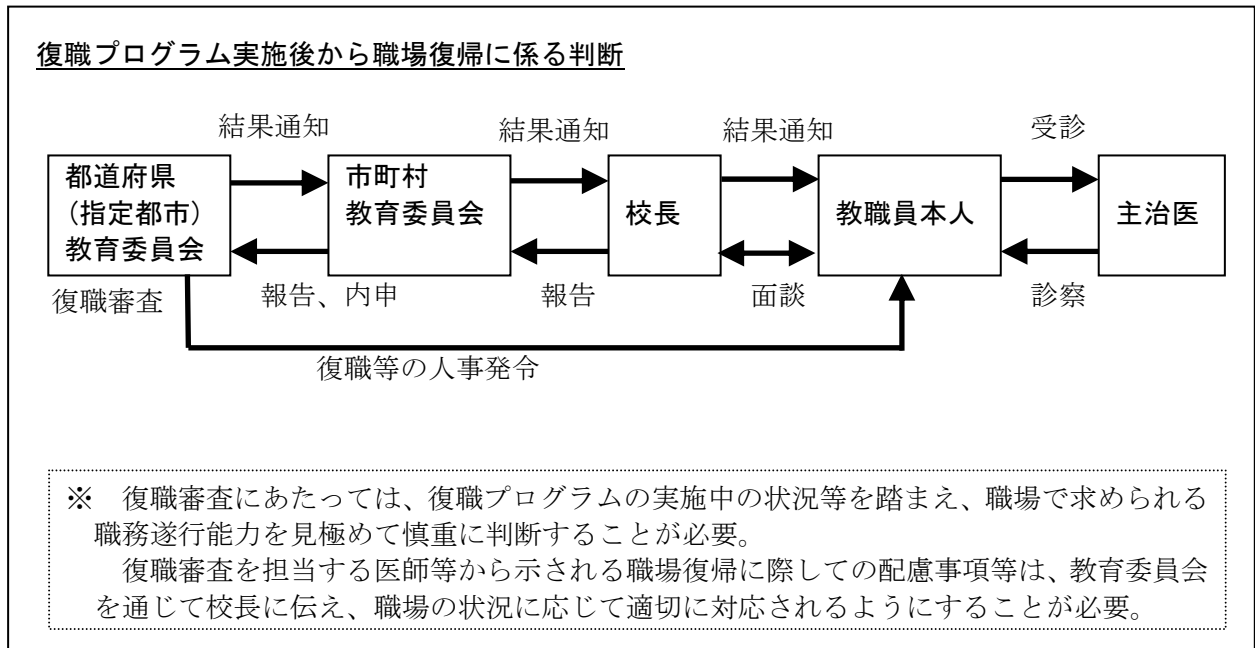 復職プログラム実施後から職場復帰に係る判断
結果通知
結果通知
結果通知
受診
都道府県
(指定都市)
教育委員会
市町村
教育委員会
校長
教職員本人
主治医
復職審査
報告、内申
報告
面談
診察
復職等の人事発令
※ 復職審査にあたっては、復職プログラムの実施中の状況等を踏まえ、職場で求められる
職務遂行能力を見極めて慎重に判断することが必要。
復職審査を担当する医師等から示される職場復帰に際しての配慮事項等は、教育委員会
を通じて校長に伝え、職場の状況に応じて適切に対応されるようにすることが必要。